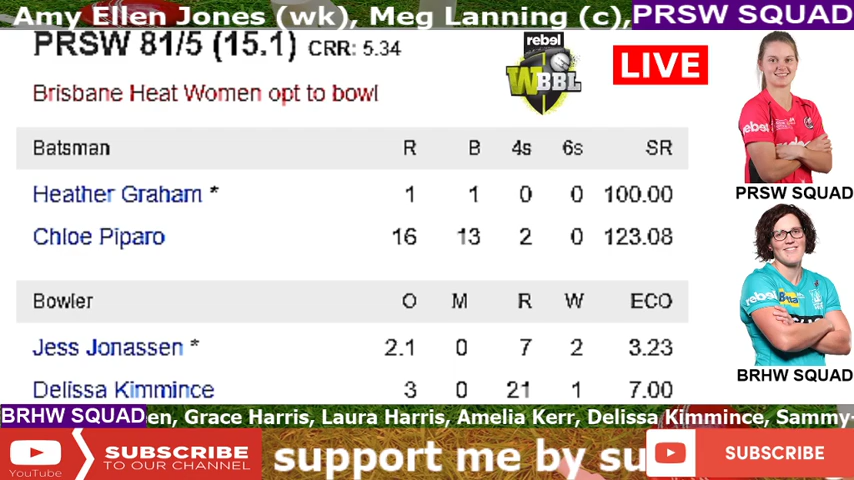 Amy Ellen Jones (wk), Meg Lanning (c), PRSW SQUAD
PRSW 81/5 (15.1) CRR: 5.34
rebel
WBBL
LIVE
Brisbane Heat Women opt to bowl
Batsman R B 4s 6s SR
Heather Graham * 1 1 0 0 100.00
Chloe Piparo 16 13 2 0 123.08
Bowler O M R W ECO
Jess Jonassen * 2.1 0 7 2 3.23
Delissa Kimmince 3 0 21 1 7.00
rebel
PRSW SQUAD
rebel
BRHW SQUAD
BRHW SQUAD en, Grace Harris, Laura Harris, Amelia Kerr, Delissa Kimmince, Sammy-
YouTube
SUBSCRIBE
TO OUR CHANNEL
support me by su
SUBSCRIBE